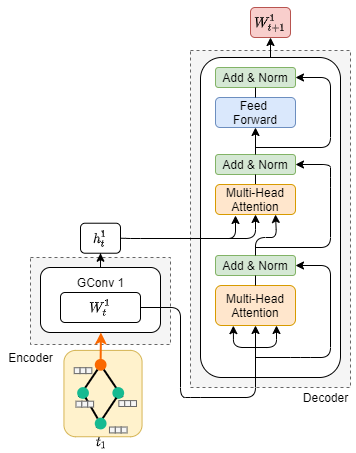 W_{t+1}^1
Add & Norm
Feed
Forward
Add & Norm
Multi-Head
Attention
h_t^1
Add & Norm
GConv 1
W_t^1
Multi-Head
Attention
Encoder
Decoder
t_1